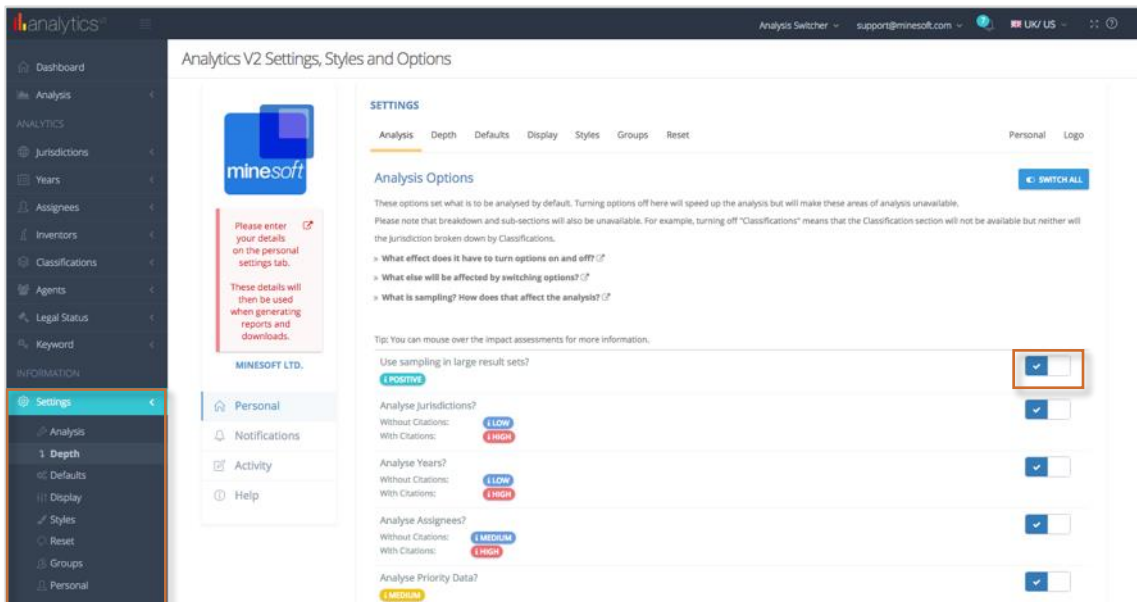 analytics v2
Analysis Switcher
support@minesoft.com
7
UK/ US
Dashboard
Analysis
ANALYTICS
Jurisdictions
Years
Assignees
Inventors
Classifications
Agents
Legal Status
Keyword
INFORMATION
Settings
Analysis
Depth
Defaults
Display
Styles
Reset
Groups
Personal
Analytics V2 Settings, Styles and Options
minesoft
Please enter
your details
on the personal
settings tab.
These details will
then be used
when generating
reports and
downloads.
MINESOFT LTD.
Personal
Notifications
Activity
Help
SETTINGS
Analysis Depth Defaults Display Styles Groups Reset Personal Logo
Analysis Options
SWITCH ALL
These options set what is to be analysed by default. Turning options off here will speed up the analysis but will make these areas of analysis unavailable.
Please note that breakdown and sub-sections will also be unavailable. For example, turning off "Classifications" means that the Classification section will not be available but neither will
the Jurisdiction broken down by Classifications.
» What effect does it have to turn options on and off?
» What else will be affected by switching options?
» What is sampling? How does that affect the analysis?
Tip: You can mouse over the impact assessments for more information.
Use sampling in large result sets?
i POSITIVE
Analyse Jurisdictions?
Without Citations: i LOW
With Citations: i HIGH
Analyse Years?
Without Citations: i LOW
With Citations: i HIGH
Analyse Assignees?
Without Citations: i MEDIUM
With Citations: i HIGH
Analyse Priority Data?
i MEDIUM